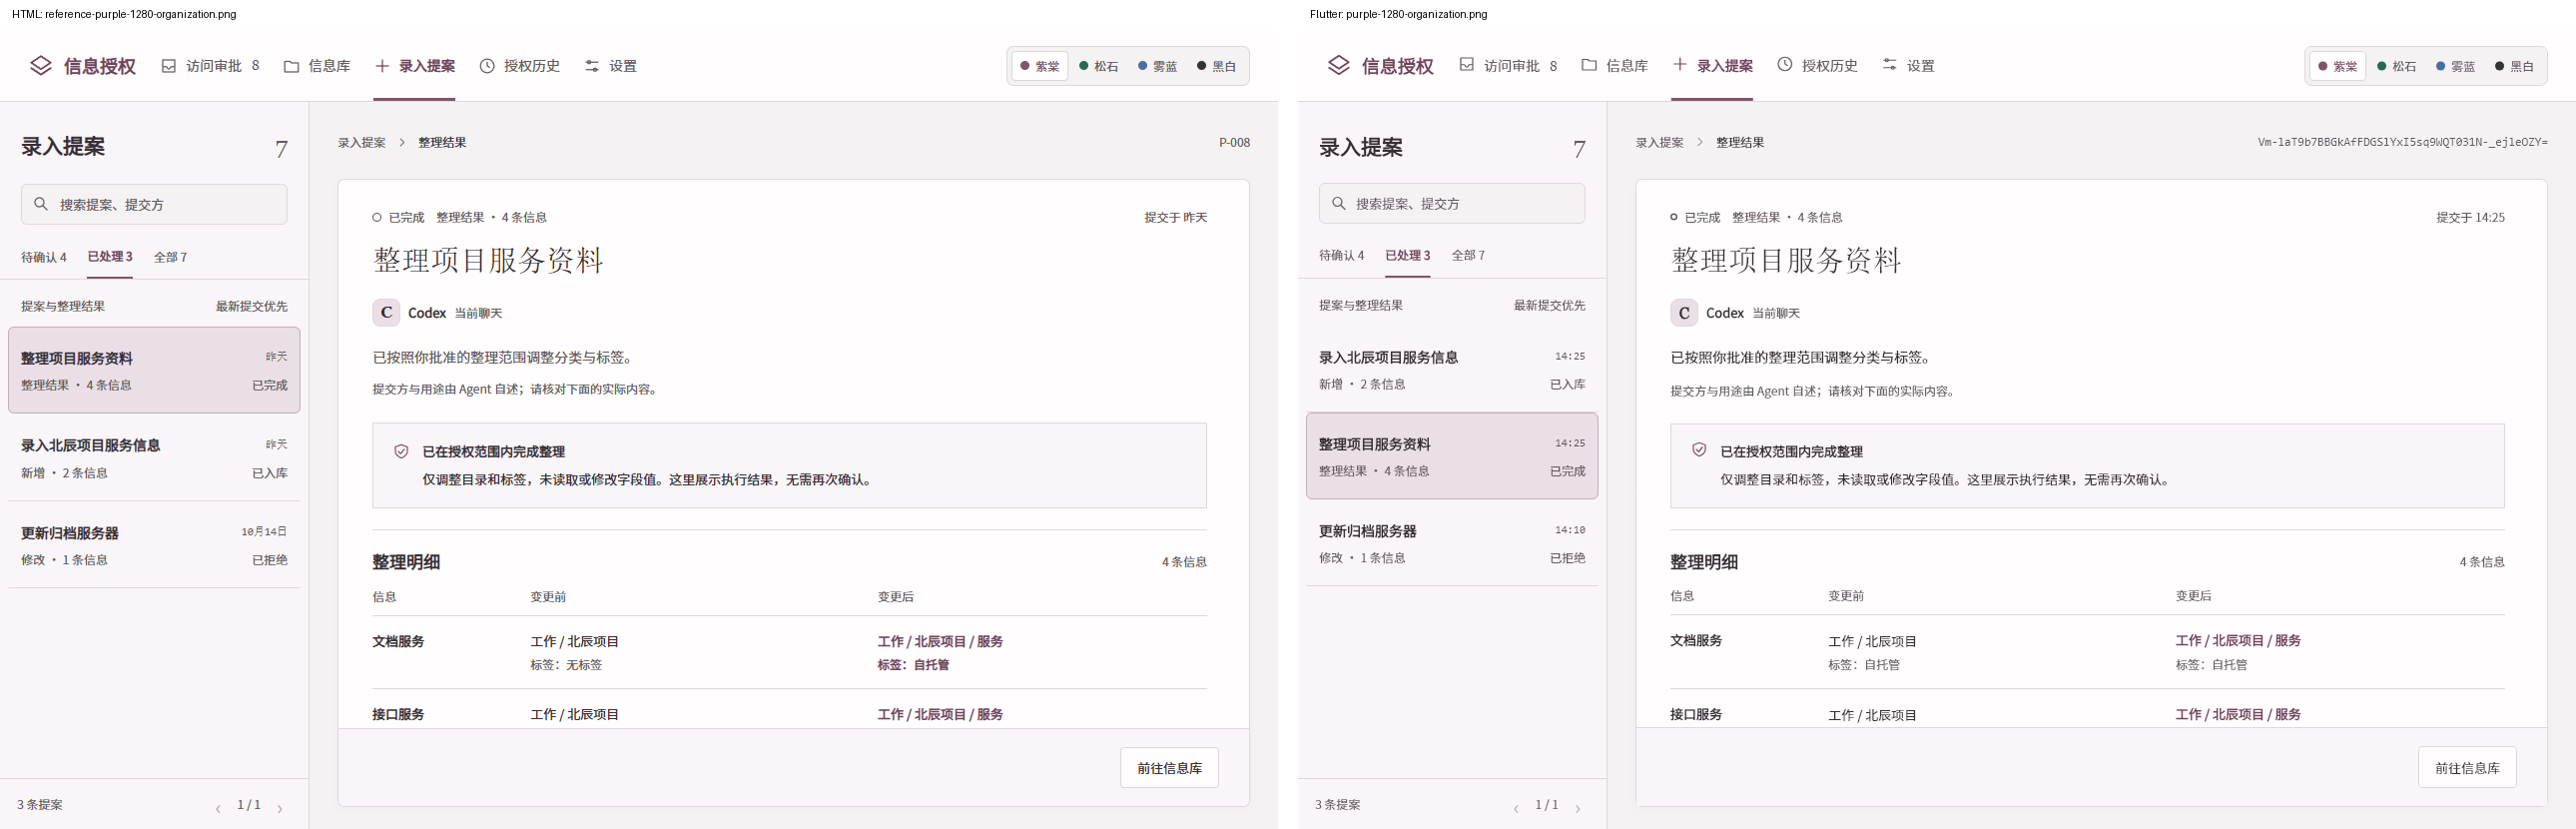 HTML: reference-purple-1280-organization.png
信息授权
访问审批 8
信息库
录入提案
授权历史
设置
紫棠
松石
雾蓝
黑白
录入提案
7
搜索提案、提交方
待确认 4
已处理 3
全部 7
提案与整理结果
最新提交优先
整理项目服务资料
昨天
整理结果 · 4 条信息
已完成
录入北辰项目服务信息
昨天
新增 · 2 条信息
已入库
更新归档服务器
10月14日
修改 · 1 条信息
已拒绝
3 条提案
‹ 1 / 1 ›
录入提案 > 整理结果
P-008
已完成 整理结果 · 4 条信息
提交于 昨天
整理项目服务资料
C Codex 当前聊天
已按照你批准的整理范围调整分类与标签。
提交方与用途由 Agent 自述；请核对下面的实际内容。
已在授权范围内完成整理
仅调整目录和标签，未读取或修改字段值。这里展示执行结果，无需再次确认。
整理明细
4 条信息
信息 变更前 变更后
文档服务 工作 / 北辰项目 工作 / 北辰项目 / 服务
标签：无标签 标签：自托管
接口服务 工作 / 北辰项目 工作 / 北辰项目 / 服务
前往信息库
Flutter: purple-1280-organization.png
信息授权
访问审批 8
信息库
录入提案
授权历史
设置
紫棠
松石
雾蓝
黑白
录入提案
7
搜索提案、提交方
待确认 4
已处理 3
全部 7
提案与整理结果
最新提交优先
录入北辰项目服务信息
14:25
新增 · 2 条信息
已入库
整理项目服务资料
14:25
整理结果 · 4 条信息
已完成
更新归档服务器
14:10
修改 · 1 条信息
已拒绝
3 条提案
‹ 1 / 1 ›
录入提案 > 整理结果
Vm-1aT9b7BBGkAfFDGSlYxI5sq9WQT031N-_ejleOZY=
已完成 整理结果 · 4 条信息
提交于 14:25
整理项目服务资料
C Codex 当前聊天
已按照你批准的整理范围调整分类与标签。
提交方与用途由 Agent 自述；请核对下面的实际内容。
已在授权范围内完成整理
仅调整目录和标签，未读取或修改字段值。这里展示执行结果，无需再次确认。
整理明细
4 条信息
信息 变更前 变更后
文档服务 工作 / 北辰项目 工作 / 北辰项目 / 服务
标签：自托管 标签：自托管
接口服务 工作 / 北辰项目 工作 / 北辰项目 / 服务
前往信息库